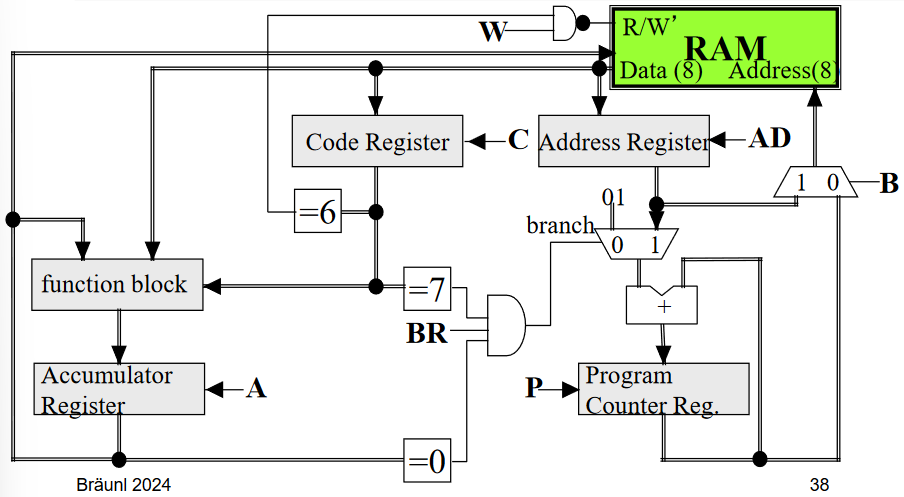 W
R/W’
RAM
Data (8) Address(8)
Code Register
C
Address Register
AD
1 0
B
=6
01
branch
0 1
function block
=7
BR
+
Accumulator
Register
A
P
Program
Counter Reg.
=0
Bräunl 2024
38